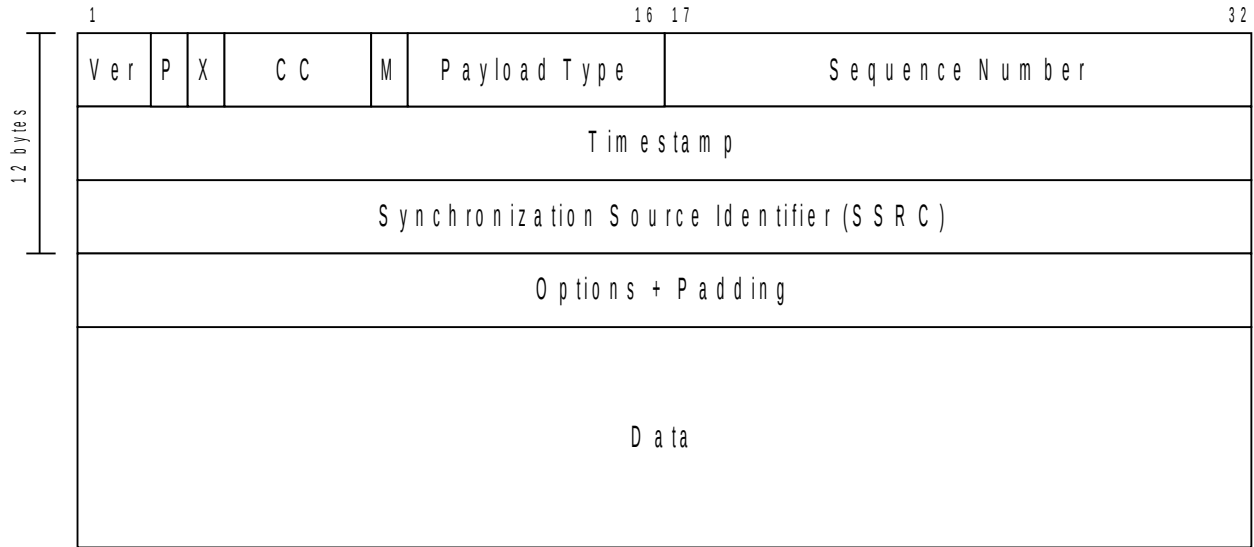 1 16 17 32
Ver P X CC M Payload Type Sequence Number
12 bytes
Timestamp
Synchronization Source Identifier (SSRC)
Options + Padding
Data